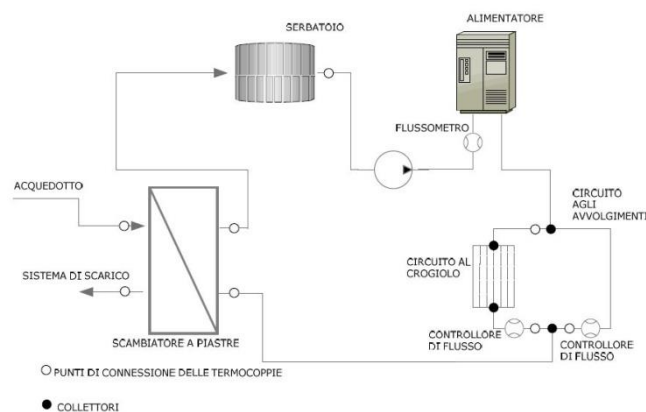 SERBATOIO
ALIMENTATORE
FLUSSOMETRO
ACQUEDOTTO
CIRCUITO
AGLI
AVVOLGIMENTI
SISTEMA DI SCARICO
CIRCUITO AL
CROGIOLO
CONTROLLORE
DI FLUSSO
CONTROLLORE
DI FLUSSO
SCAMBIATORE A PIASTRE
PUNTI DI CONNESSIONE DELLE TERMOCOPPIE
COLLETTORI